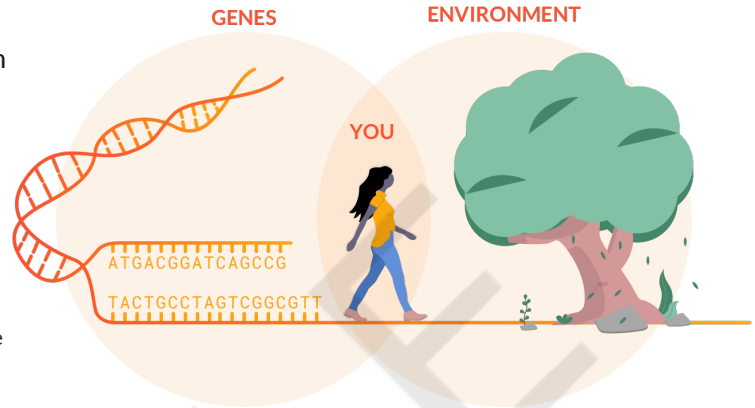 GENES
ENVIRONMENT
YOU
ATGACGGATCAGCCG
TACTGCCTAGTCGGCGTT